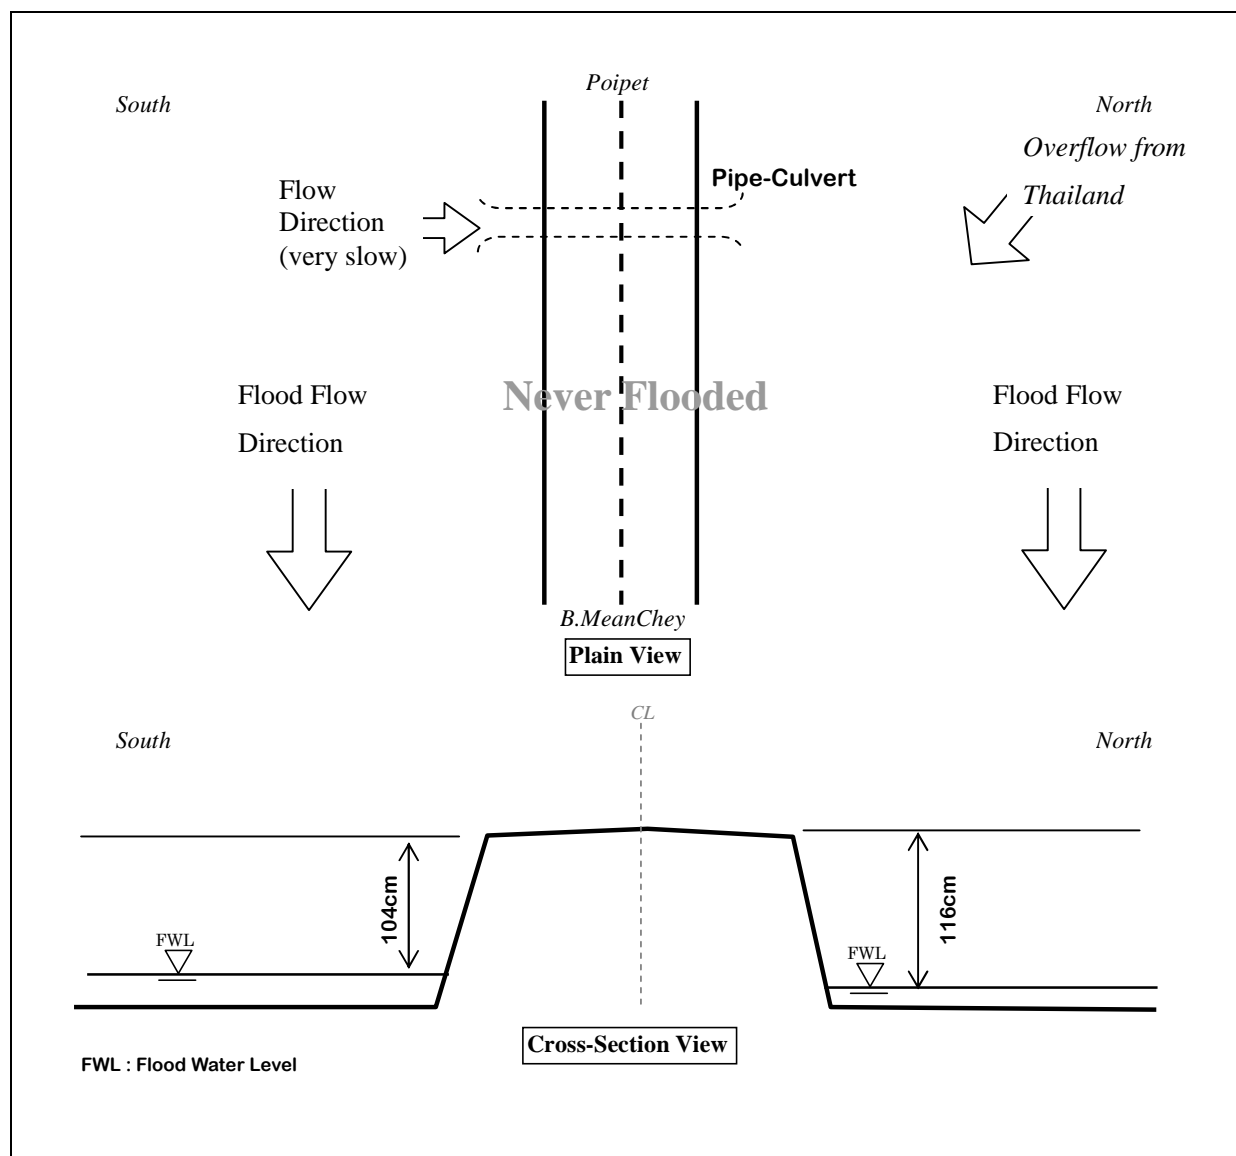 Poipet
South
North
Overflow from
Thailand
Pipe-Culvert
Flow
Direction
(very slow)
Never Flooded
Flood Flow
Direction
Flood Flow
Direction
B.MeanChey
Plain View
CL
South
North
104cm
116cm
FWL
FWL
Cross-Section View
FWL : Flood Water Level